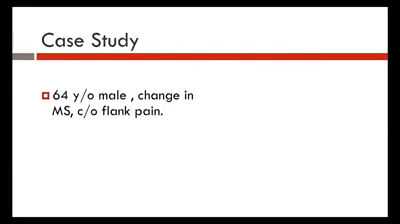 Case Study
64 y/o male , change in
MS, c/o flank pain.